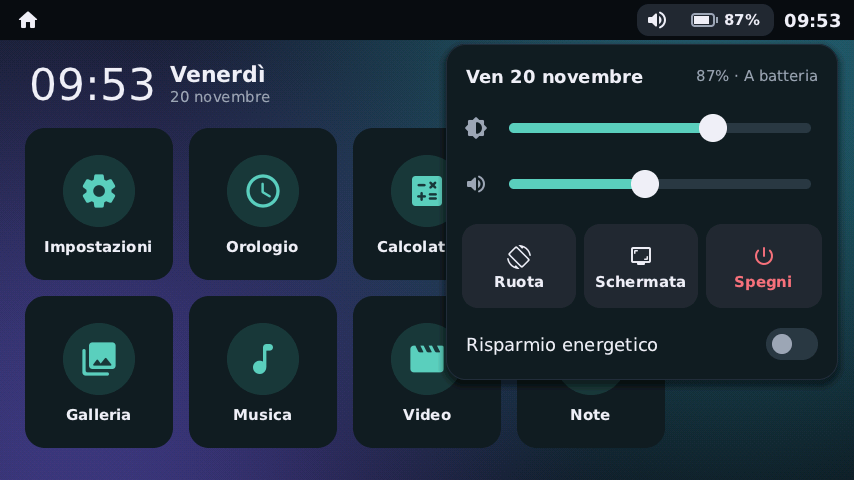 87% 09:53
09:53 Venerdì
20 novembre
Ven 20 novembre 87% · A batteria
Impostazioni Orologio Calcolat
Ruota Schermata Spegni
Risparmio energetico
Galleria Musica Video Note